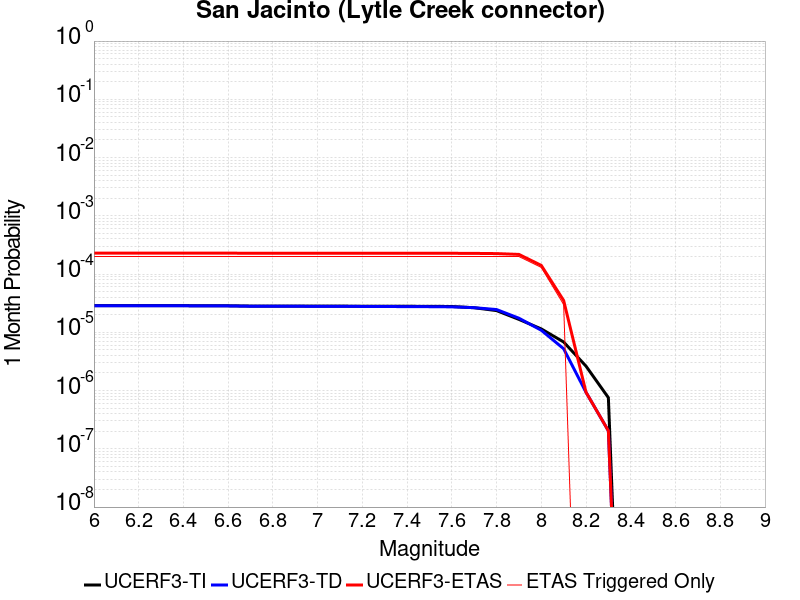 San Jacinto (Lytle Creek connector)
10^0
10^-1
10^-2
10^-3
10^-4
10^-5
10^-6
10^-7
10^-8
1 Month Probability
6 6.2 6.4 6.6 6.8 7 7.2 7.4 7.6 7.8 8 8.2 8.4 8.6 8.8 9
Magnitude
UCERF3-TI UCERF3-TD UCERF3-ETAS ETAS Triggered Only